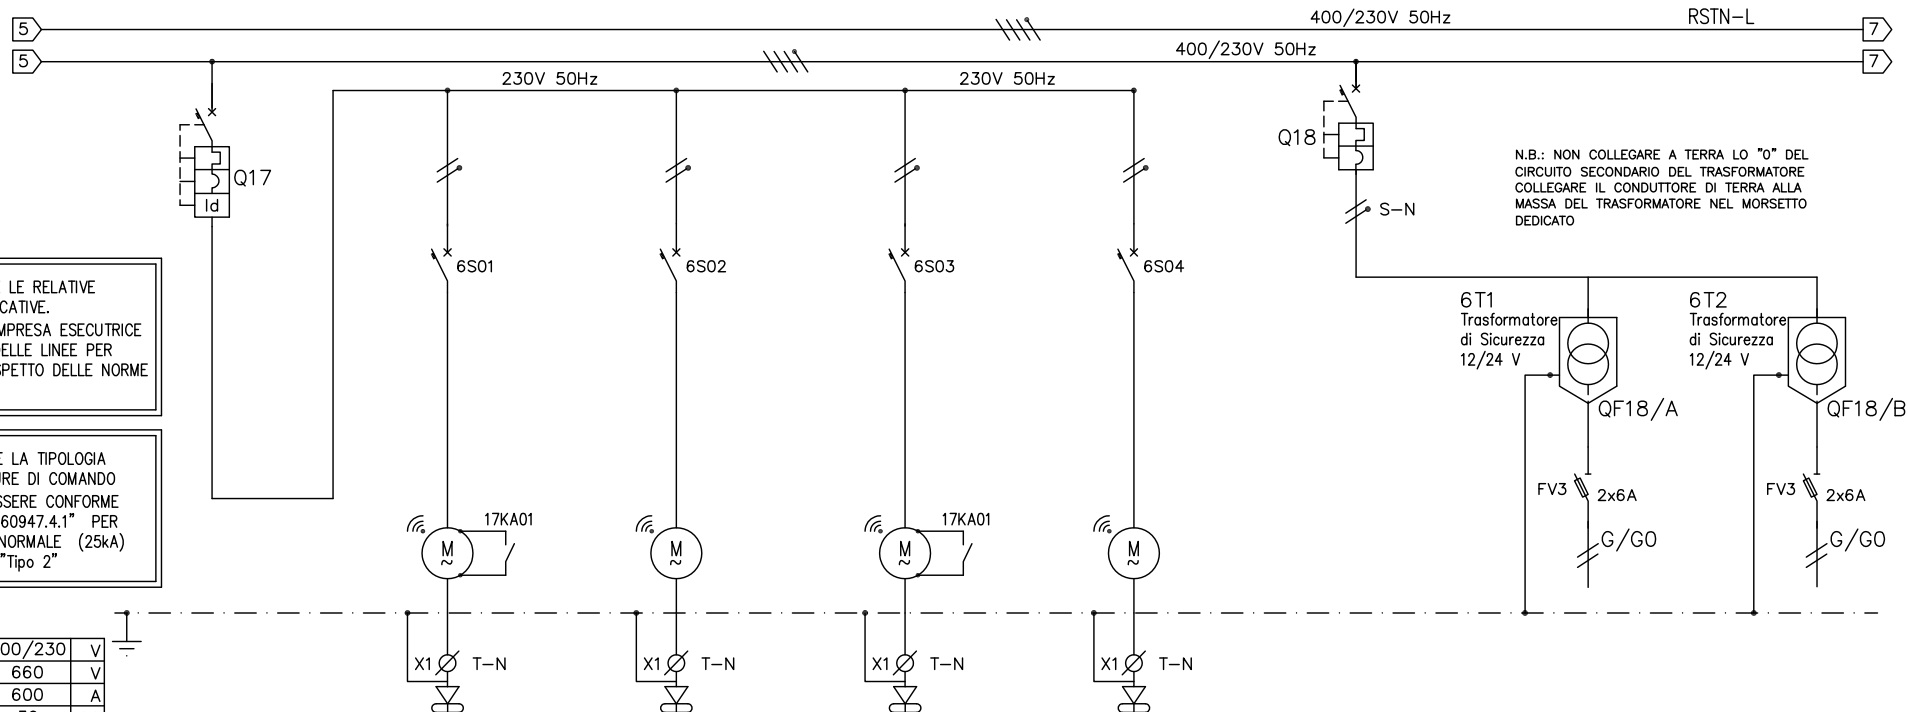 5
400/230V 50Hz
RSTN-L
7
5
400/230V 50Hz
7
230V 50Hz
230V 50Hz
Q17
Id
Q18
S-N
N.B.: NON COLLEGARE A TERRA LO "0" DEL
CIRCUITO SECONDARIO DEL TRASFORMATORE
COLLEGARE IL CONDUTTORE DI TERRA ALLA
MASSA DEL TRASFORMATORE NEL MORSETTO
DEDICATO
6S01
6S02
6S03
6S04
LE RELATIVE
CATIVE.
MPRESA ESECUTRICE
ELLE LINEE PER
SPETTO DELLE NORME
6T1
Trasformatore
di Sicurezza
12/24 V
6T2
Trasformatore
di Sicurezza
12/24 V
QF18/A
QF18/B
E LA TIPOLOGIA
URE DI COMANDO
SSERE CONFORME
60947.4.1" PER
NORMALE (25kA)
"Tipo 2"
FV3
2x6A
FV3
2x6A
G/G0
G/G0
17KA01
17KA01
M
~
M
~
M
~
M
~
X1
T-N
X1
T-N
X1
T-N
X1
T-N
00/230 V
660 V
600 A